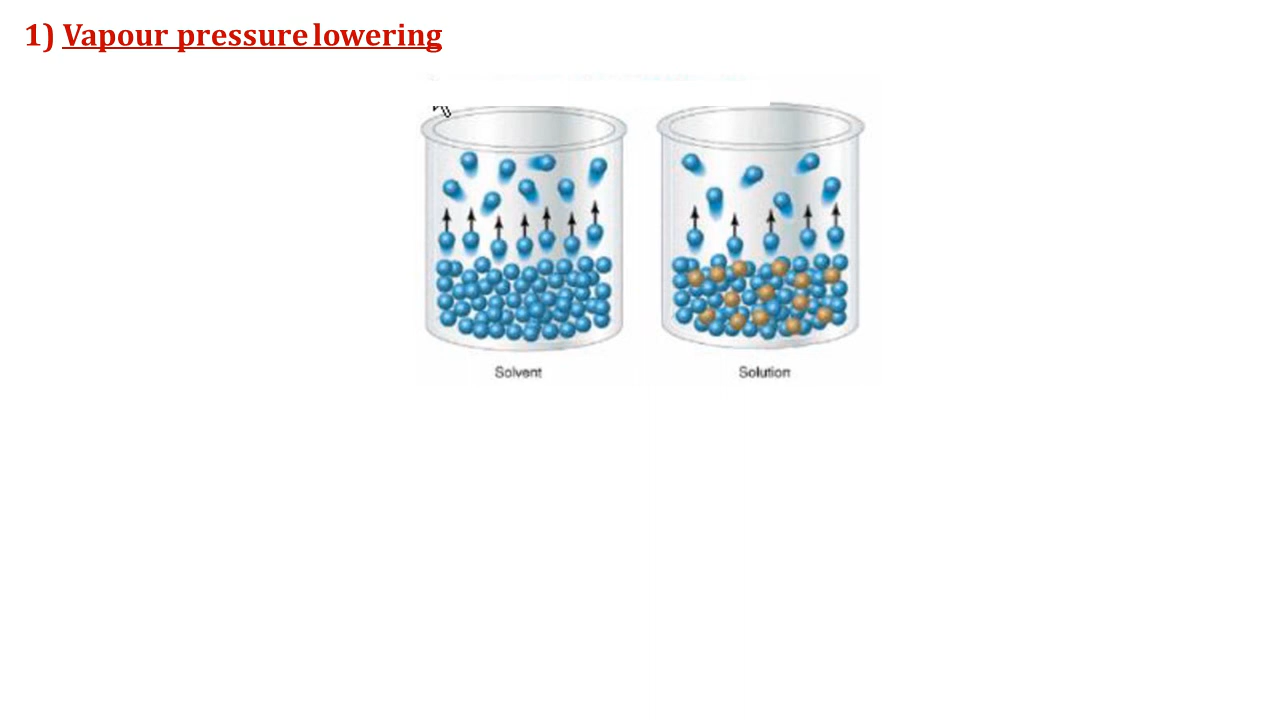 1) Vapour pressure lowering
Solvent
Solution